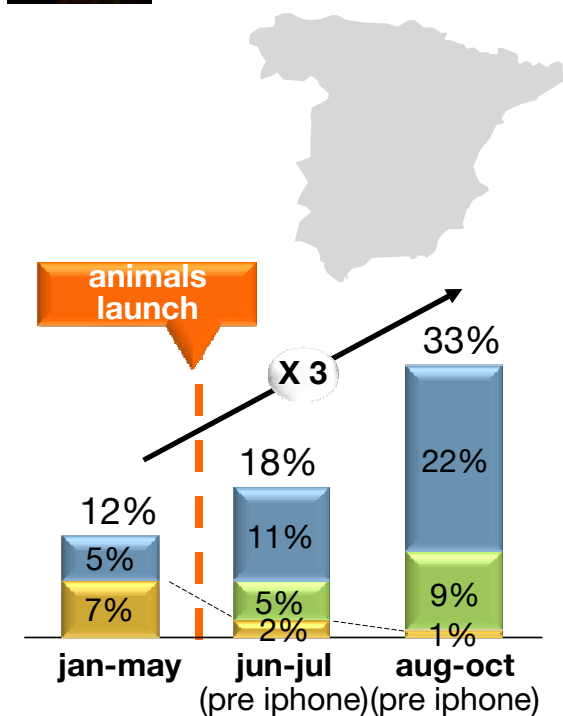 animals
launch
X 3
33%
18%
12%
22%
11%
5%
9%
5%
7%
2%
1%
jan-may
jun-jul
aug-oct
(pre iphone)
(pre iphone)